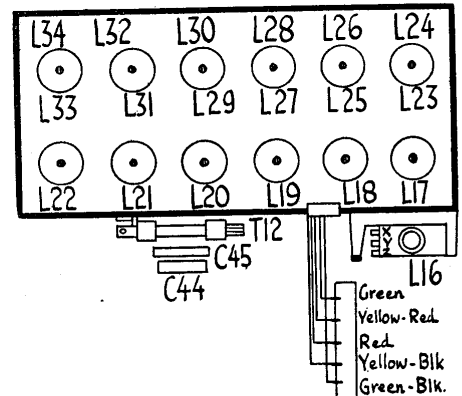 L34 L32 L30 L28 L26 L24
L33 L31 L29 L27 L25 L23
L22 L21 L20 L19 L18 L17
T12
C45
C44
X
Y
Z
L16
Green
Yellow-Red
Red
Yellow-Blk
Green-Blk.